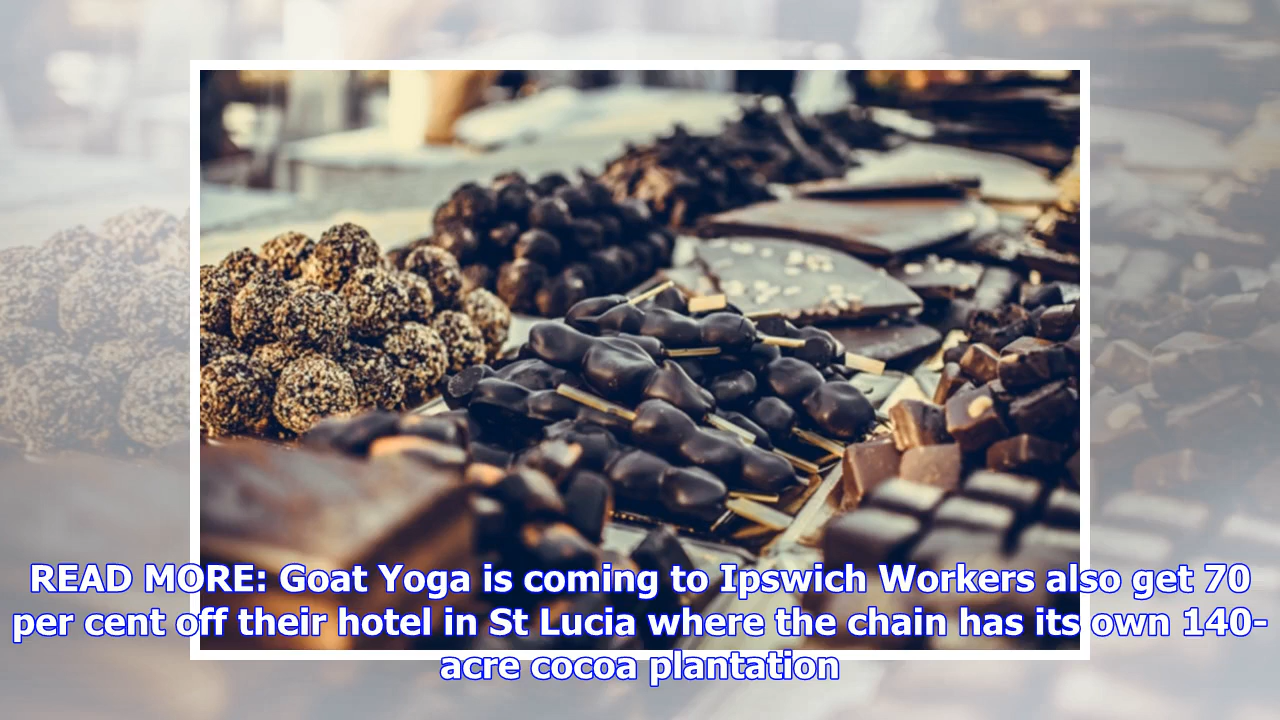 READ MORE: Goat Yoga is coming to Ipswich Workers also get 70
per cent off their hotel in St Lucia where the chain has its own 140-
acre cocoa plantation